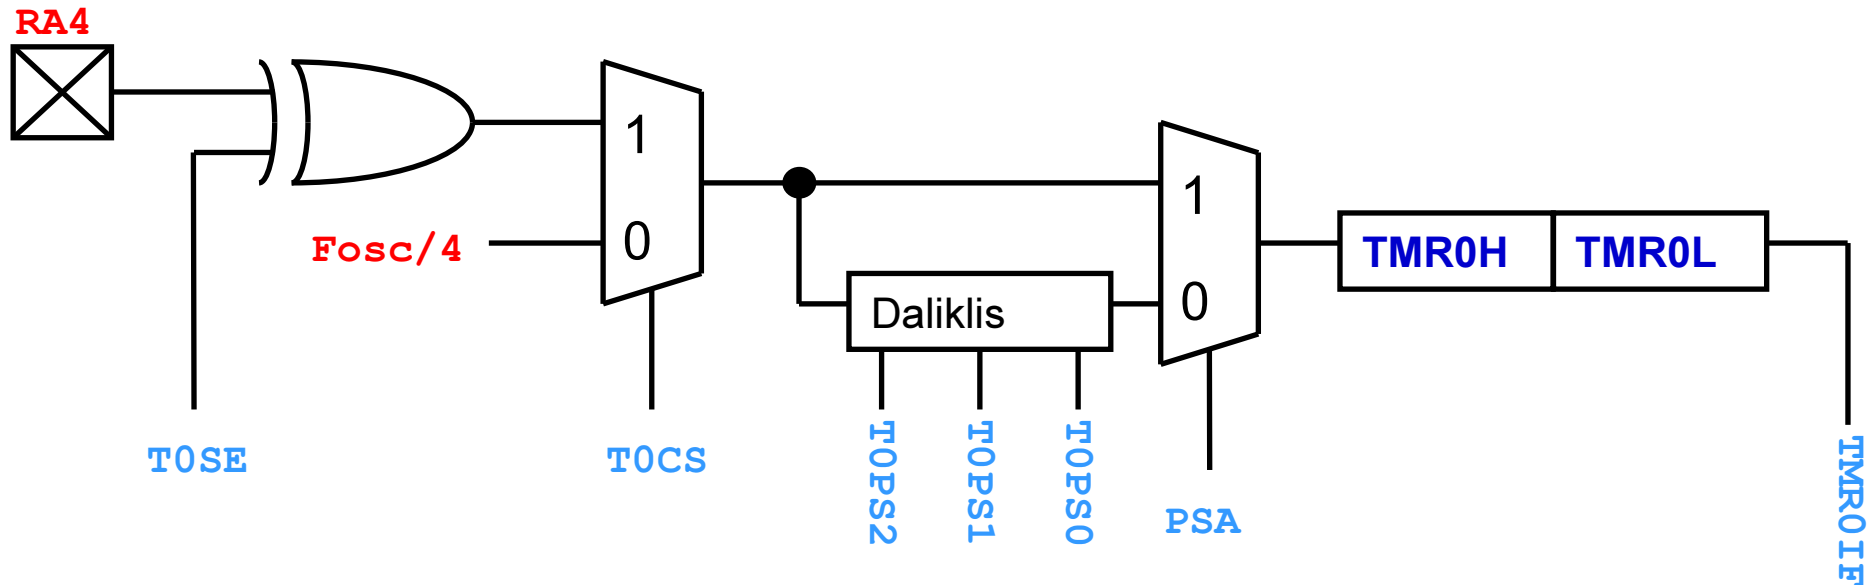 RA4
1
0
Fosc/4
1
0
TMR0H
TMR0L
Daliklis
T0SE
T0CS
T0PS2
T0PS1
T0PS0
PSA
TMR0IF